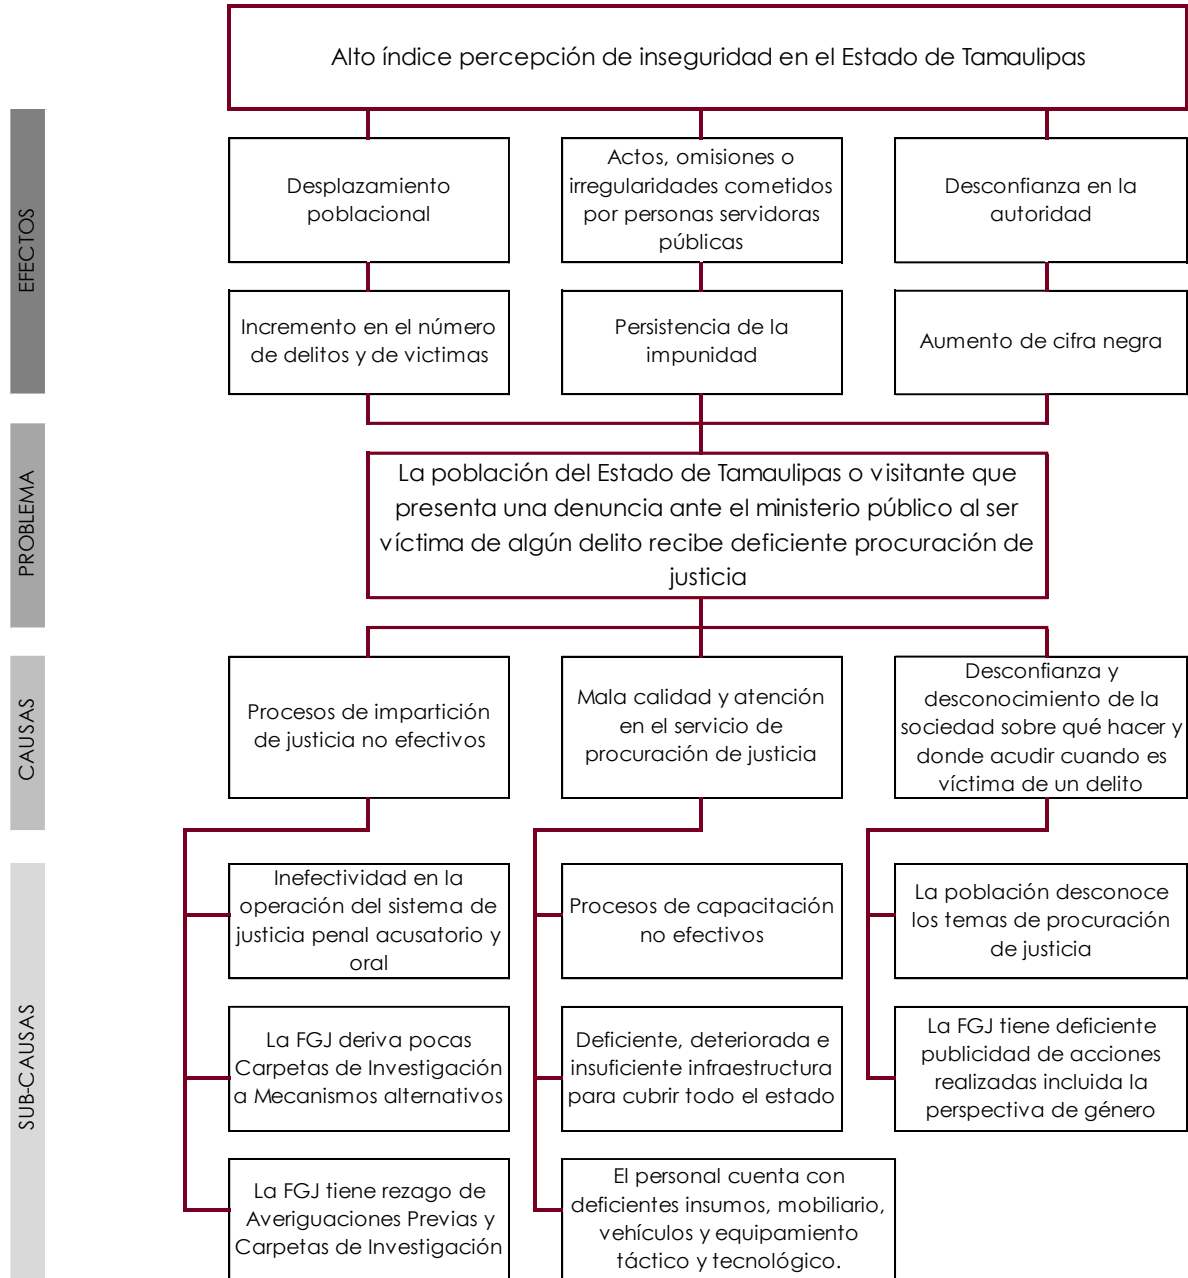 Alto índice percepción de inseguridad en el Estado de Tamaulipas
EFECTOS
Desplazamiento
poblacional
Actos, omisiones o
irregularidades cometidos
por personas servidoras
públicas
Desconfianza en la
autoridad
Incremento en el número
de delitos y de victimas
Persistencia de la
impunidad
Aumento de cifra negra
PROBLEMA
La población del Estado de Tamaulipas o visitante que
presenta una denuncia ante el ministerio público al ser
víctima de algún delito recibe deficiente procuración de
justicia
CAUSAS
Procesos de impartición
de justicia no efectivos
Mala calidad y atención
en el servicio de
procuración de justicia
Desconfianza y
desconocimiento de la
sociedad sobre qué hacer y
donde acudir cuando es
víctima de un delito
SUB-CAUSAS
Inefectividad en la
operación del sistema de
justicia penal acusatorio y
oral
Procesos de capacitación
no efectivos
La población desconoce
los temas de procuración
de justicia
La FGJ deriva pocas
Carpetas de Investigación
a Mecanismos alternativos
Deficiente, deteriorada e
insuficiente infraestructura
para cubrir todo el estado
La FGJ tiene deficiente
publicidad de acciones
realizadas incluida la
perspectiva de género
La FGJ tiene rezago de
Averiguaciones Previas y
Carpetas de Investigación
El personal cuenta con
deficientes insumos, mobiliario,
vehículos y equipamiento
táctico y tecnológico.